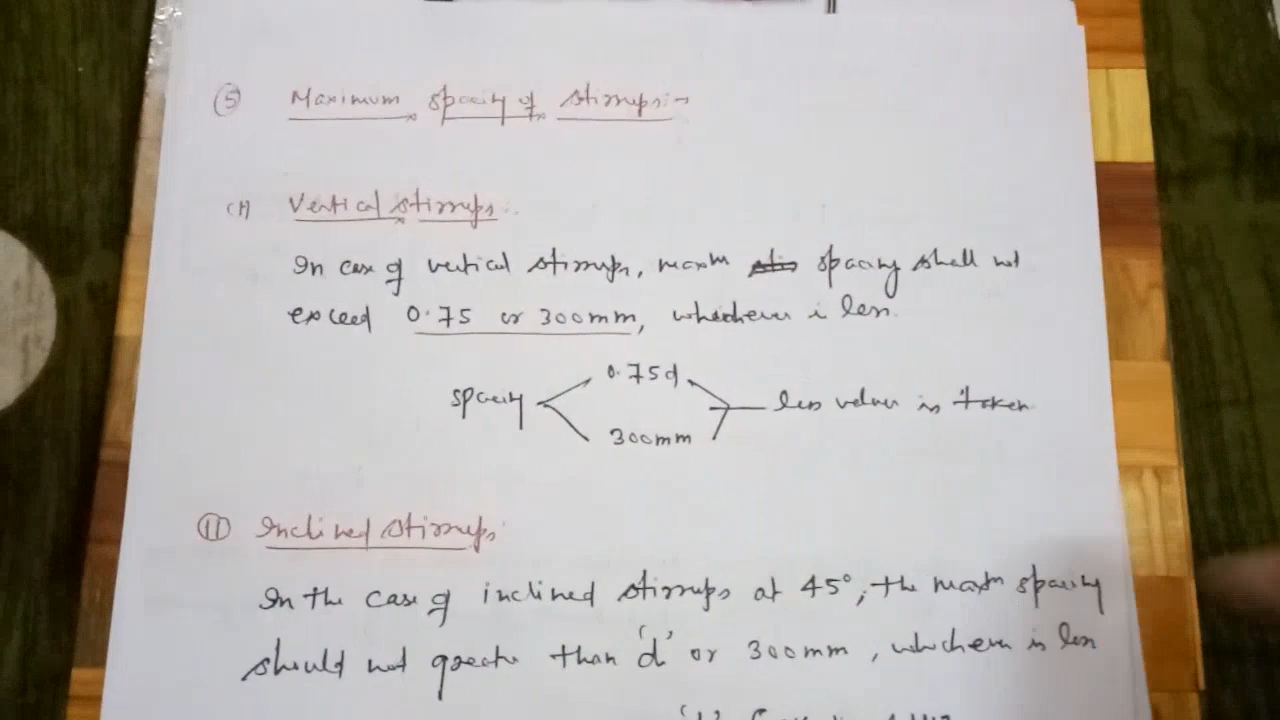 ⑤ Maximum spacing of stirrups:-
(1) Vertical stirrups:
In case of vertical stirrups, maxm spacing shall not
exceed 0.75 or 300mm, whichever is less.
spacing 0.75d less value is taken
300mm
(II) Inclined stirrups:
In the case of inclined stirrups at 45°, the maxm spacing
should not greater than 'd' or 300mm, whichever is less